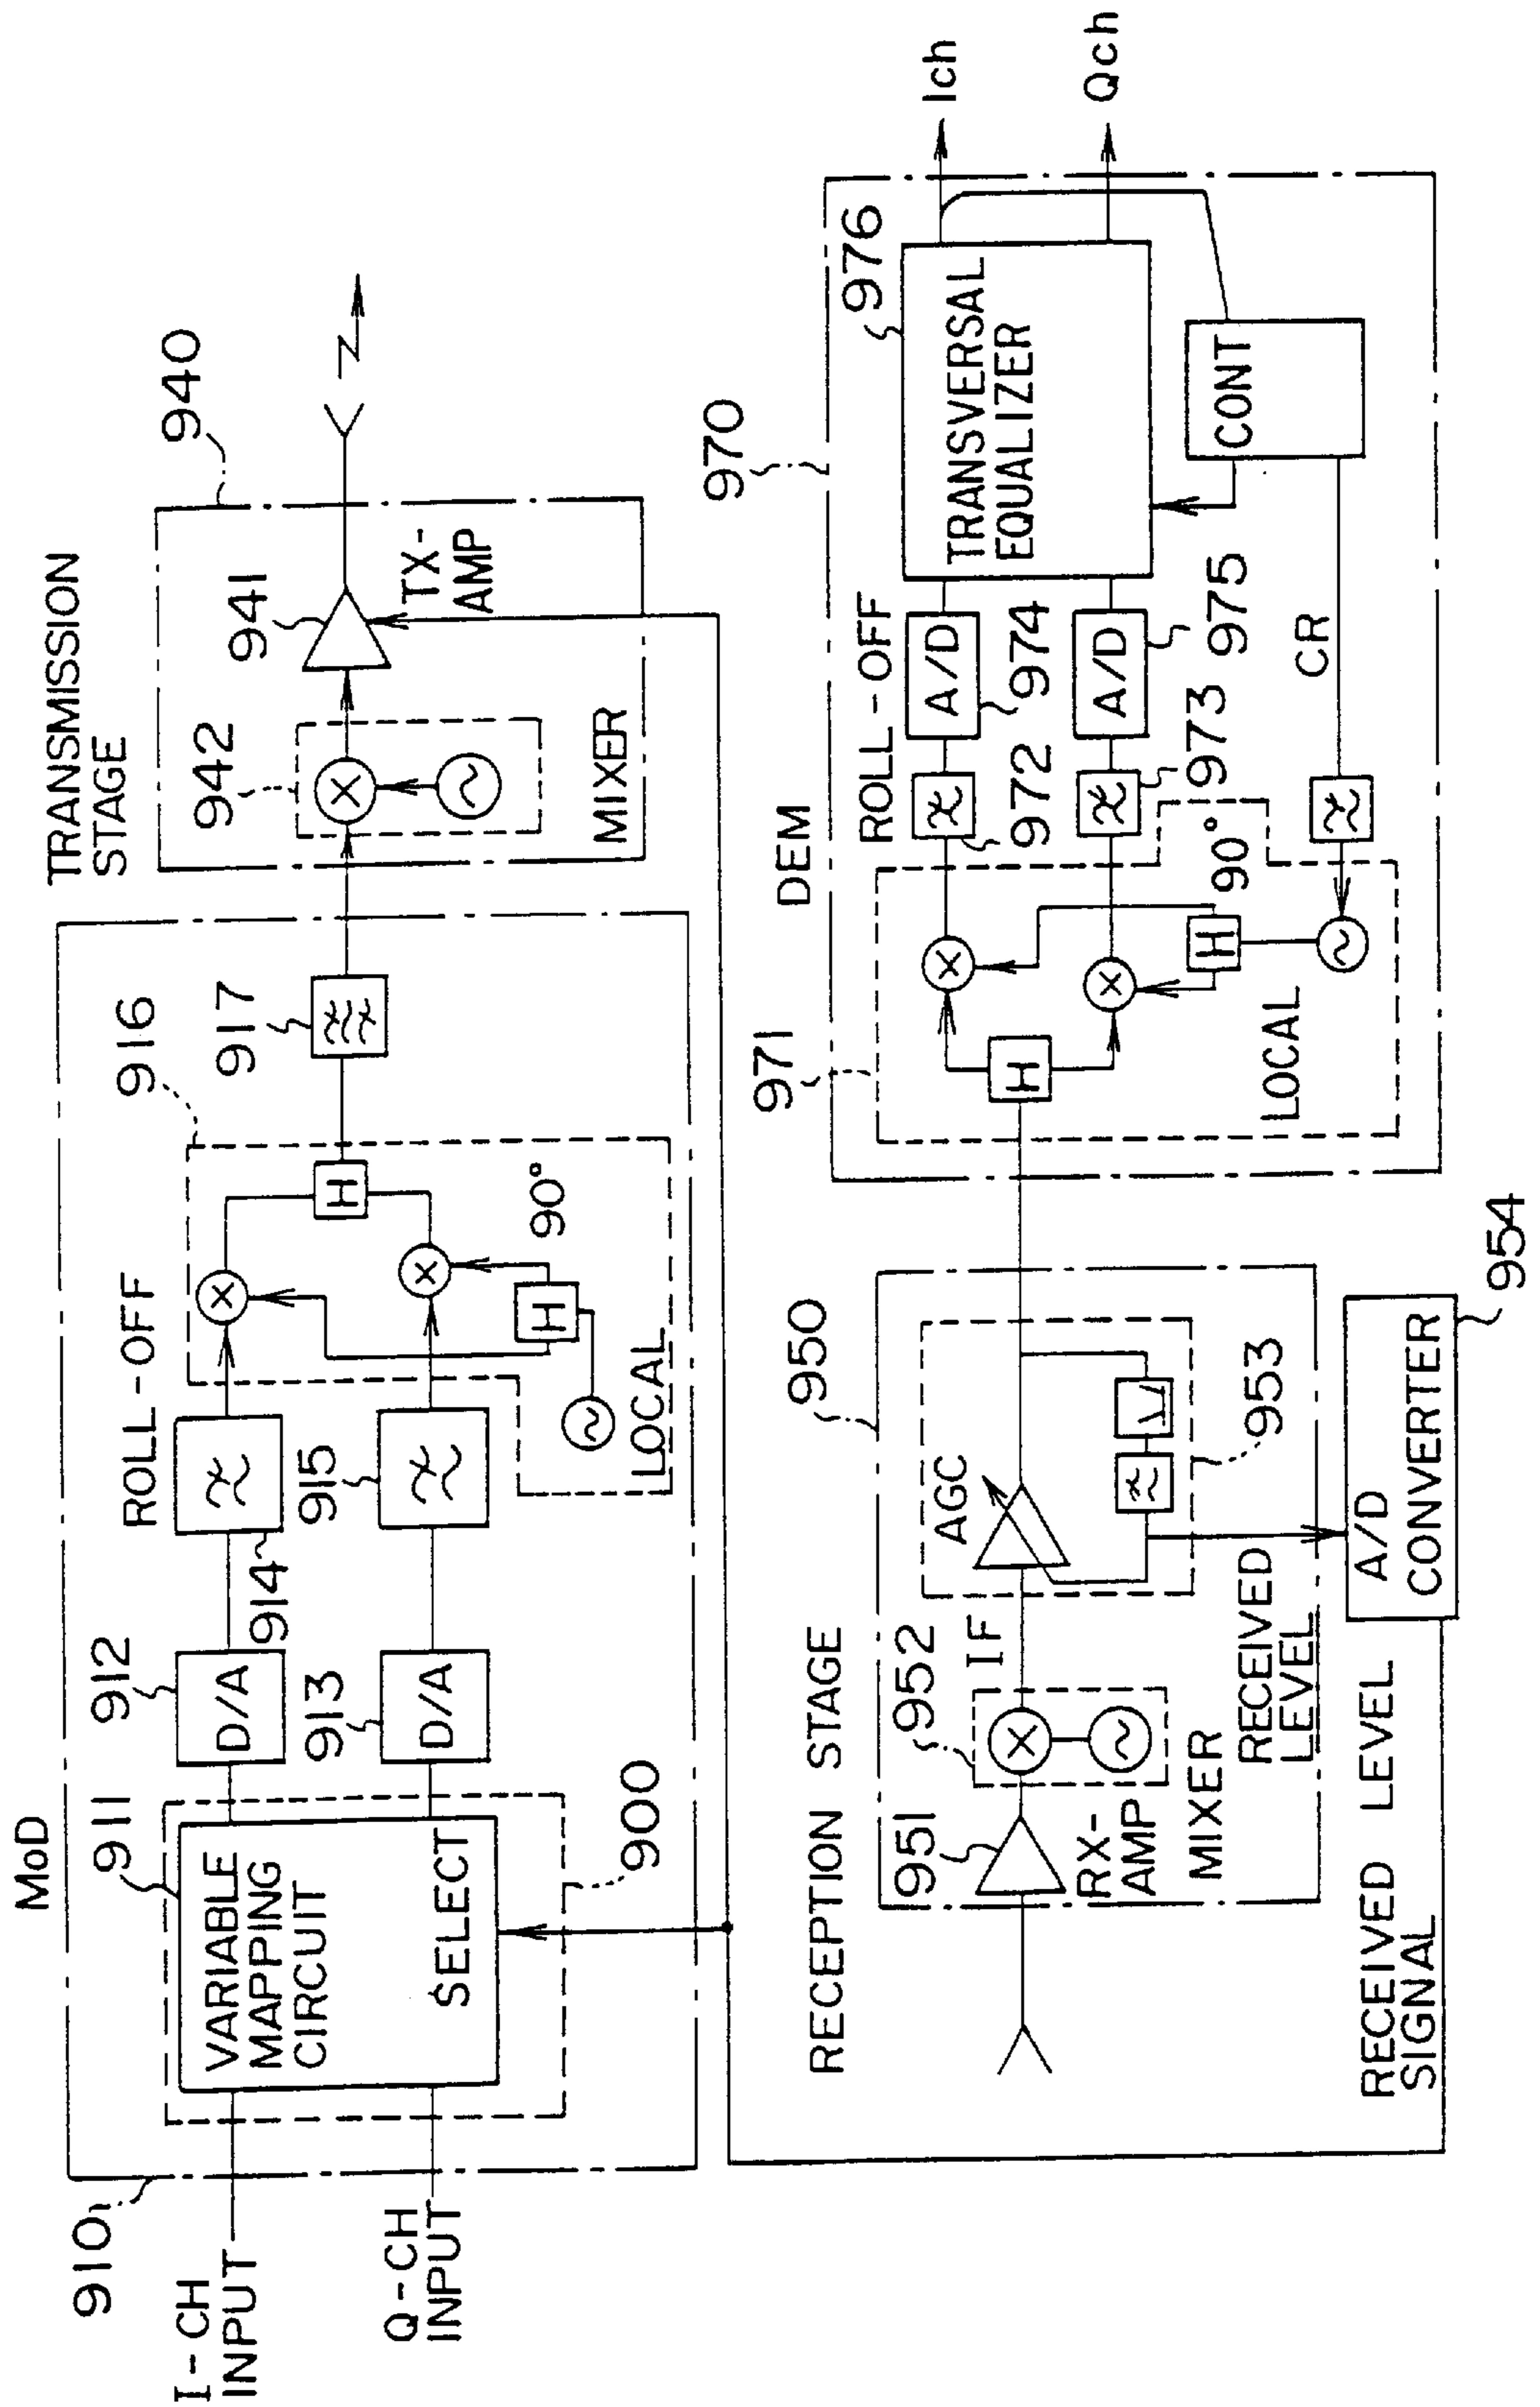 MoD
910
I-CH
INPUT
Q-CH
INPUT
911
VARIABLE
MAPPING
CIRCUIT
SELECT
900
912
D/A
913
D/A
ROLL-OFF
914
915
916
H
90°
H
LOCAL
917
TRANSMISSION
STAGE
940
942
MIXER
941
TX-
AMP
RECEPTION STAGE
950
951
RX-
AMP
952
MIXER
IF
AGC
953
RECEIVED
LEVEL
954
A/D
CONVERTER
RECEIVED LEVEL
RECEIVED
SIGNAL
DEM
970
971
H
90°
H
LOCAL
ROLL-OFF
972
973
A/D
974
A/D
975
976
TRANSVERSAL
EQUALIZER
CONT
CR
Ich
Qch